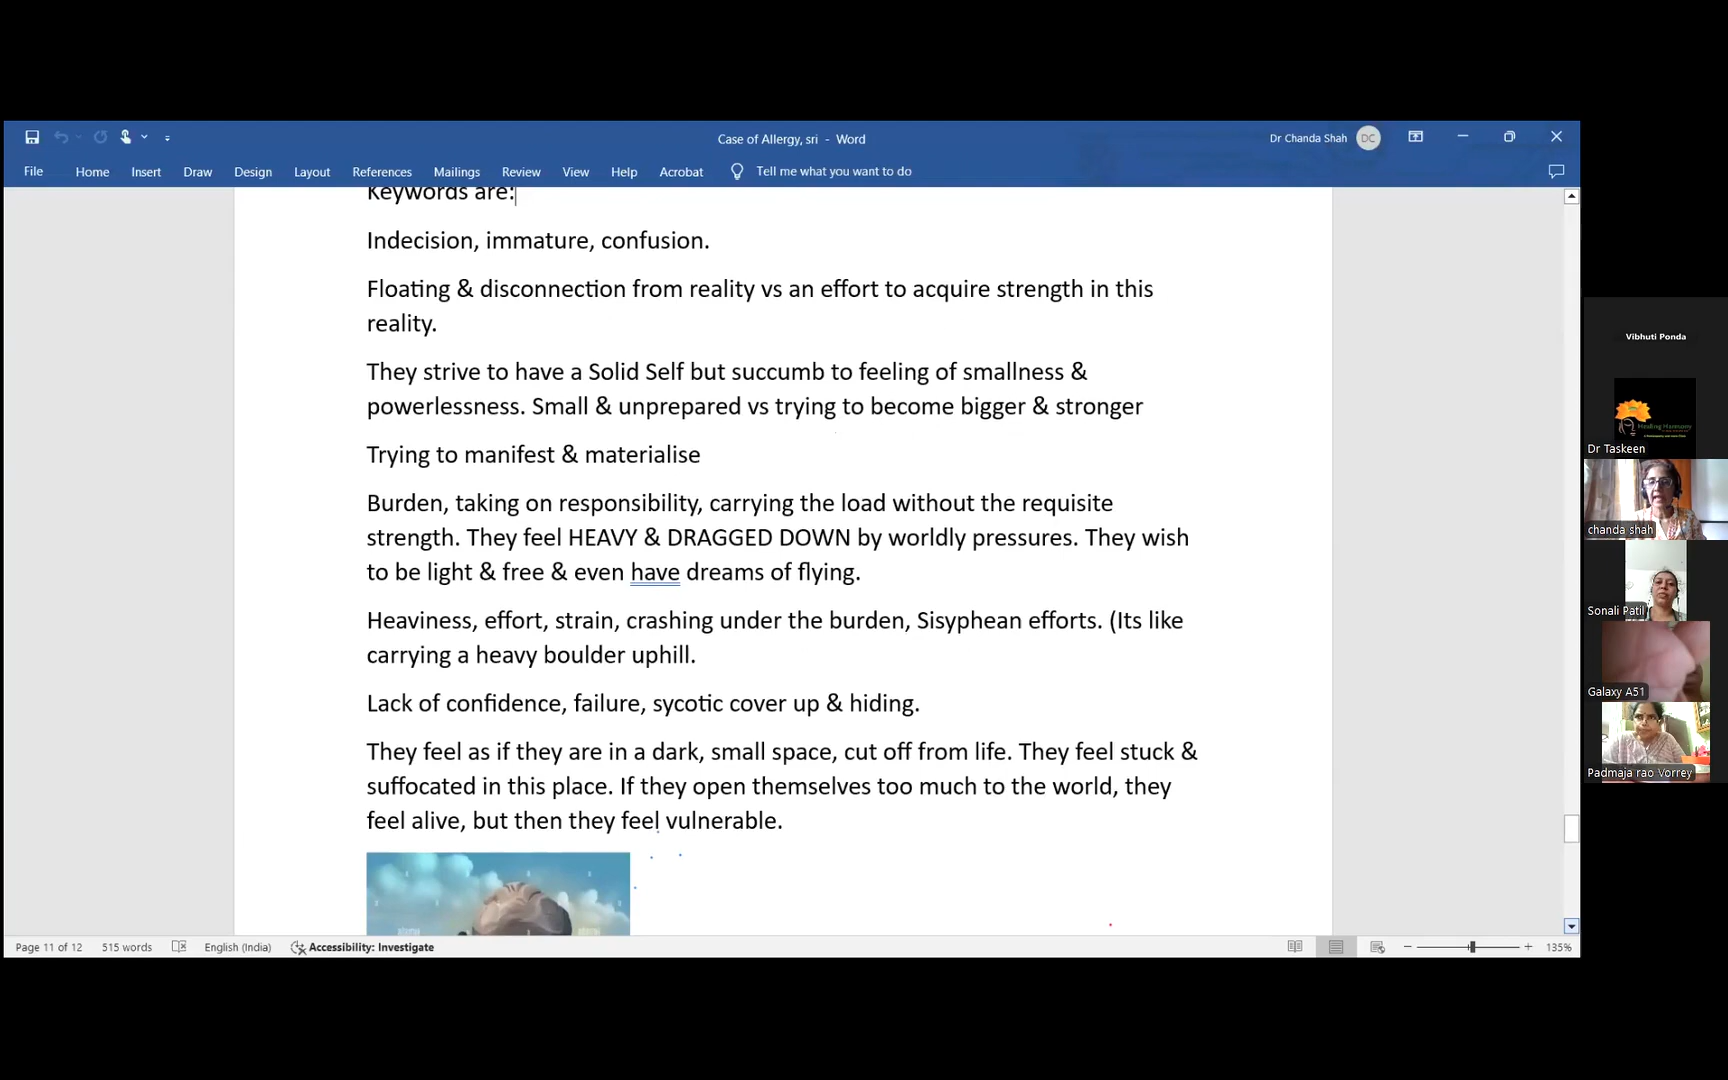 Case of Allergy, sri - Word
Dr Chanda Shah DC
File Home Insert Draw Design Layout References Mailings Review View Help Acrobat Tell me what you want to do
Keywords are:
Indecision, immature, confusion.
Floating & disconnection from reality vs an effort to acquire strength in this
reality.
They strive to have a Solid Self but succumb to feeling of smallness &
powerlessness. Small & unprepared vs trying to become bigger & stronger
Trying to manifest & materialise
Burden, taking on responsibility, carrying the load without the requisite
strength. They feel HEAVY & DRAGGED DOWN by worldly pressures. They wish
to be light & free & even have dreams of flying.
Heaviness, effort, strain, crashing under the burden, Sisyphean efforts. (Its like
carrying a heavy boulder uphill.
Lack of confidence, failure, sycotic cover up & hiding.
They feel as if they are in a dark, small space, cut off from life. They feel stuck &
suffocated in this place. If they open themselves too much to the world, they
feel alive, but then they feel vulnerable.
Page 11 of 12 515 words English (India) Accessibility: Investigate 135%
Vibhuti Ponda
Healing Harmony
Dr Taskeen
chanda shah
Sonali Patil
Galaxy A51
Padmaja rao Vorrey